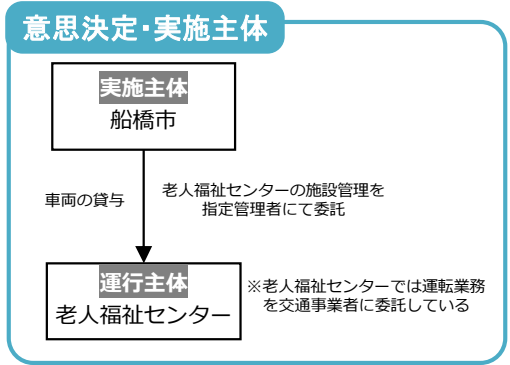 意思決定・実施主体
実施主体
船橋市
車両の貸与
老人福祉センターの施設管理を
指定管理者にて委託
運行主体
老人福祉センター
※老人福祉センターでは運転業務
を交通事業者に委託している